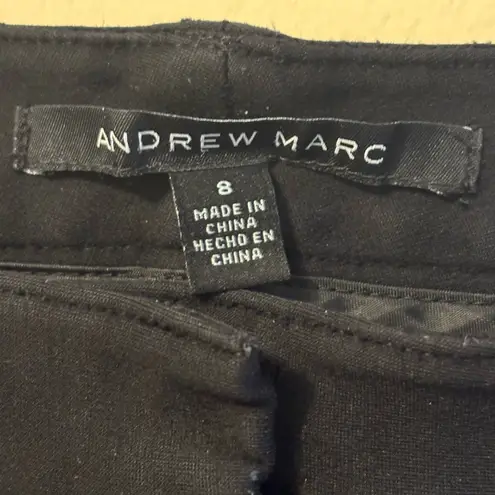 ANDREW MARC
8
MADE IN
CHINA
HECHO EN
CHINA